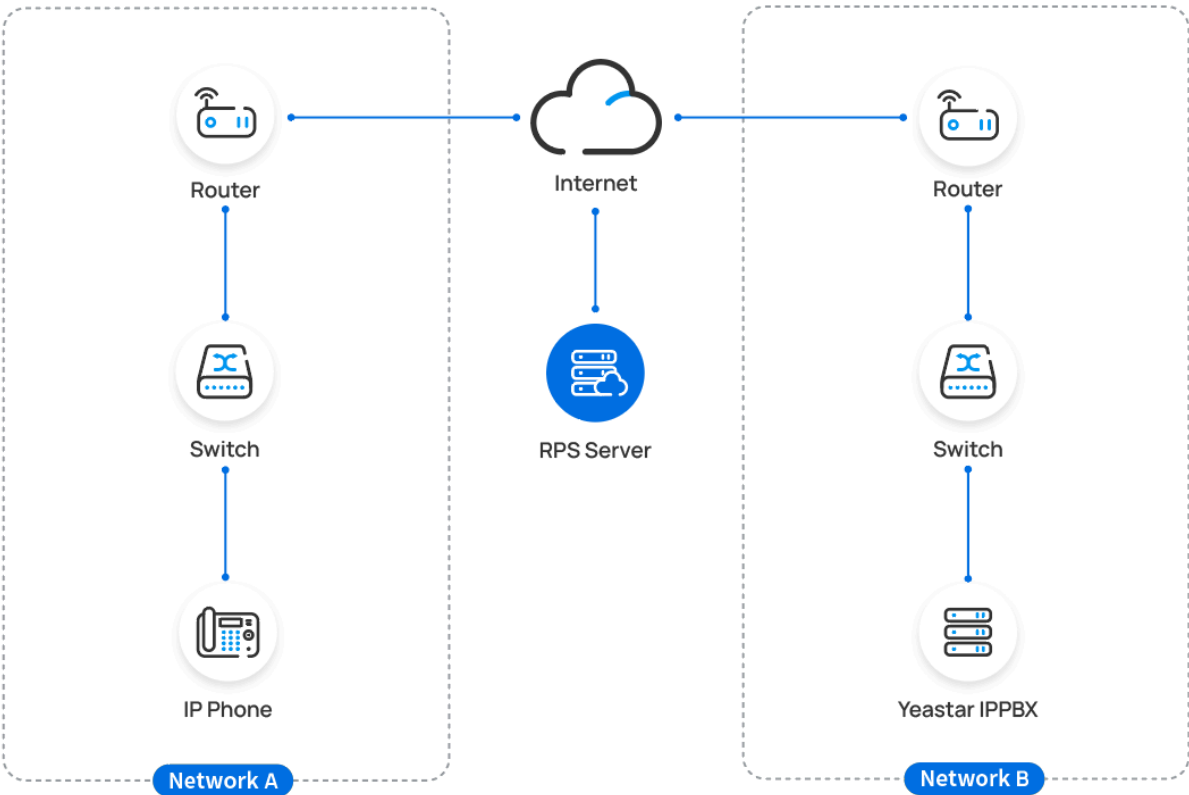 Router
Internet
Router
Switch
RPS Server
Switch
IP Phone
Yeastar IPPBX
Network A
Network B